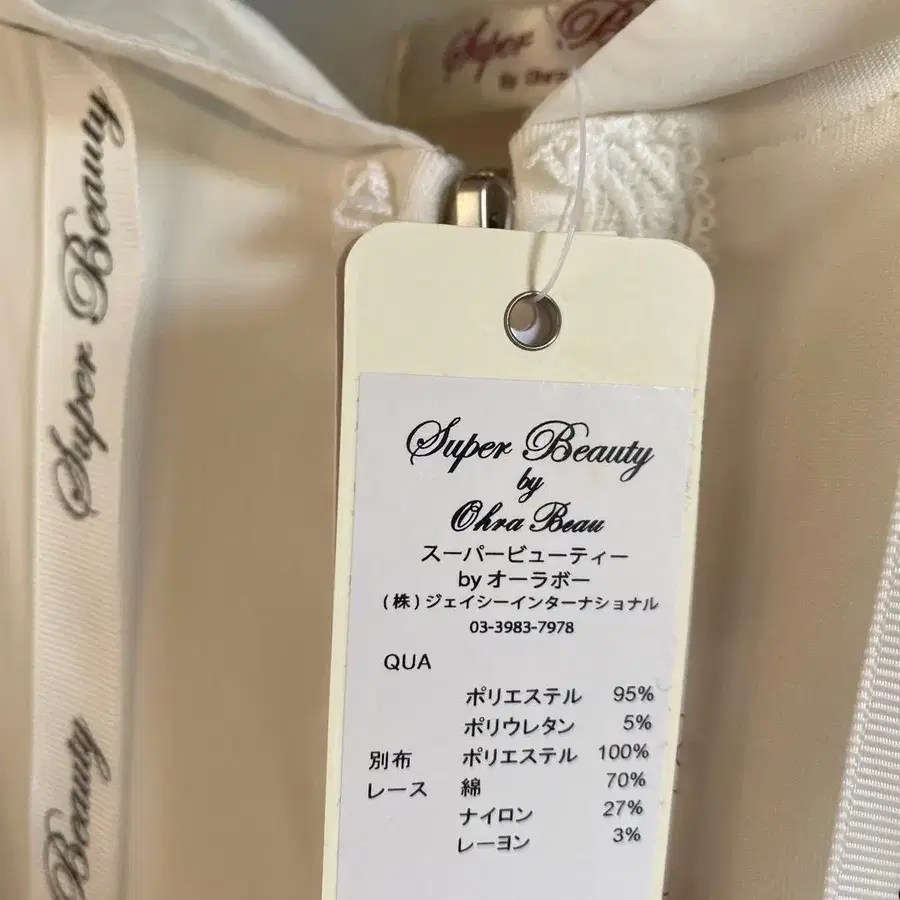 Super
by Ohra
Super Beauty
Beauty
Super Beauty
by
Ohra Beau
スーパービューティー
by オーラボー
(株)ジェイシーインターナショナル
03-3983-7978
QUA
ポリエステル 95%
ポリウレタン 5%
別布 ポリエステル 100%
レース 綿 70%
ナイロン 27%
レーヨン 3%